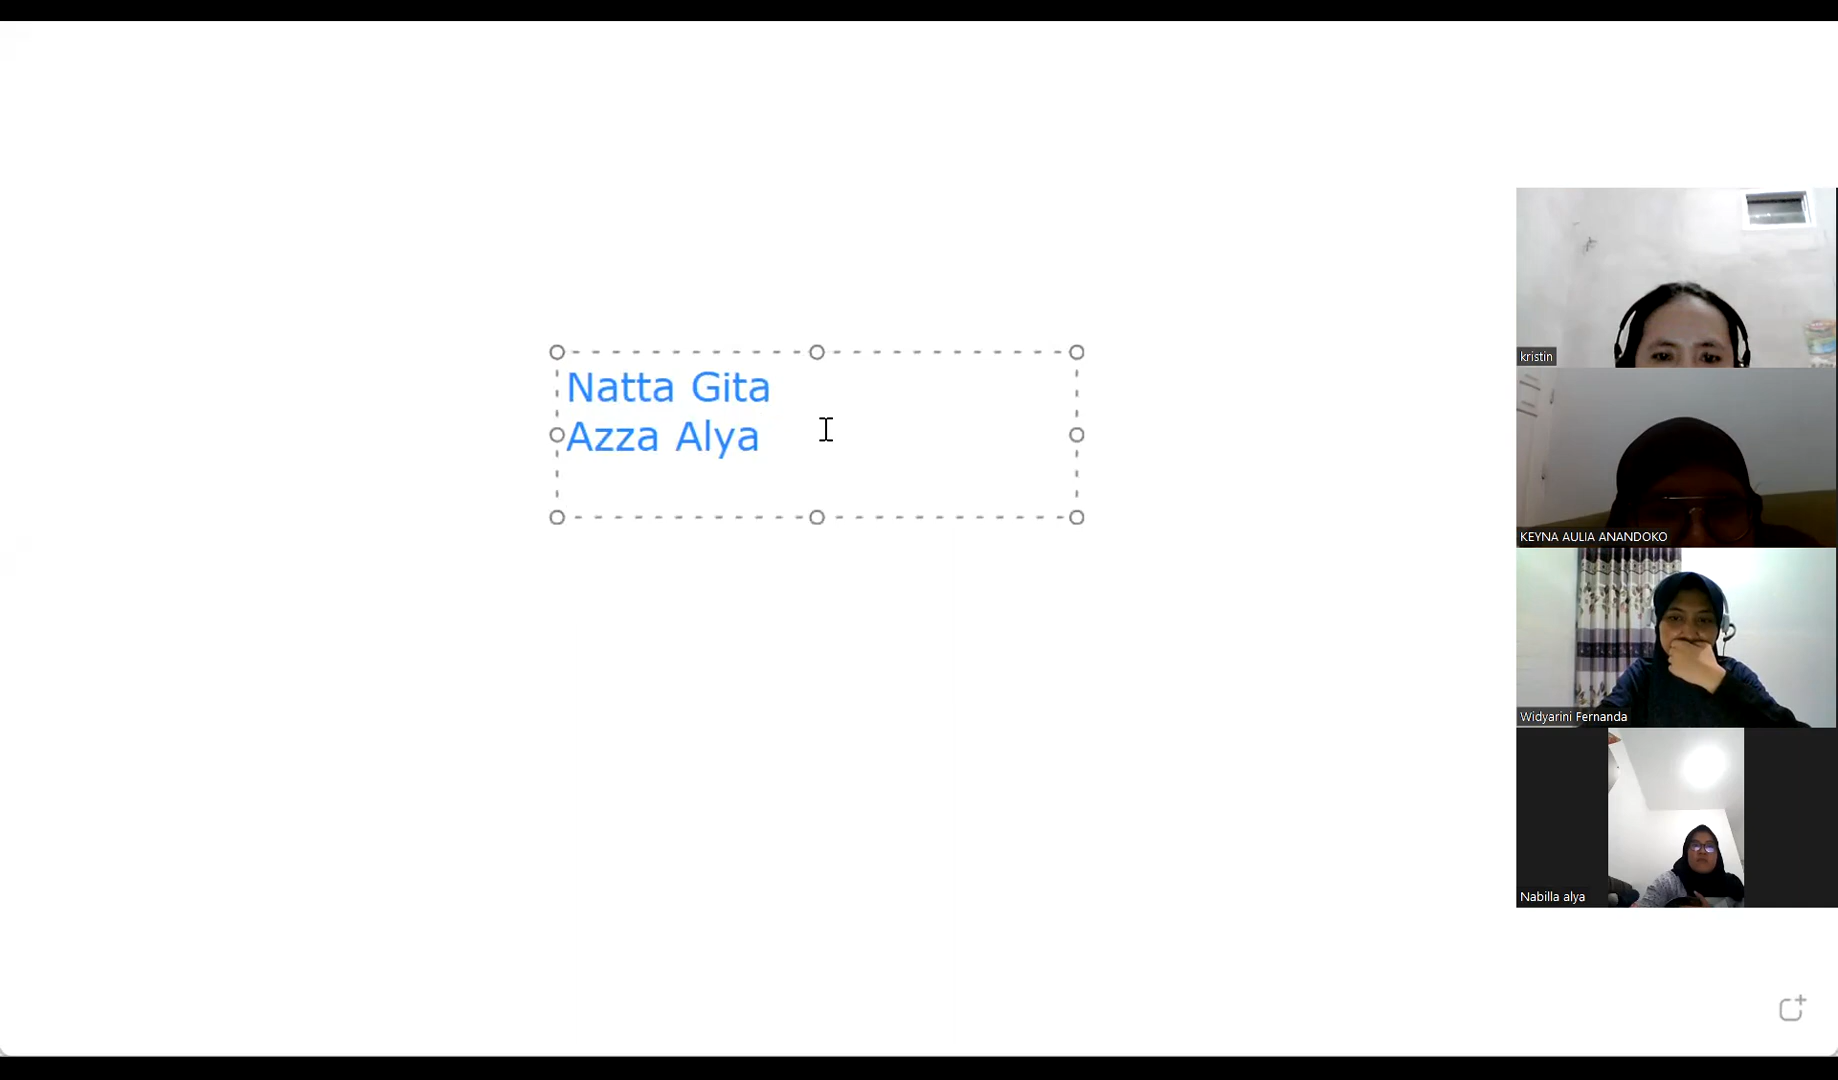 Natta Gita
Azza Alya
kristin
KEYNA AULIA ANANDOKO
Widyarini Fernanda
Nabilla alya